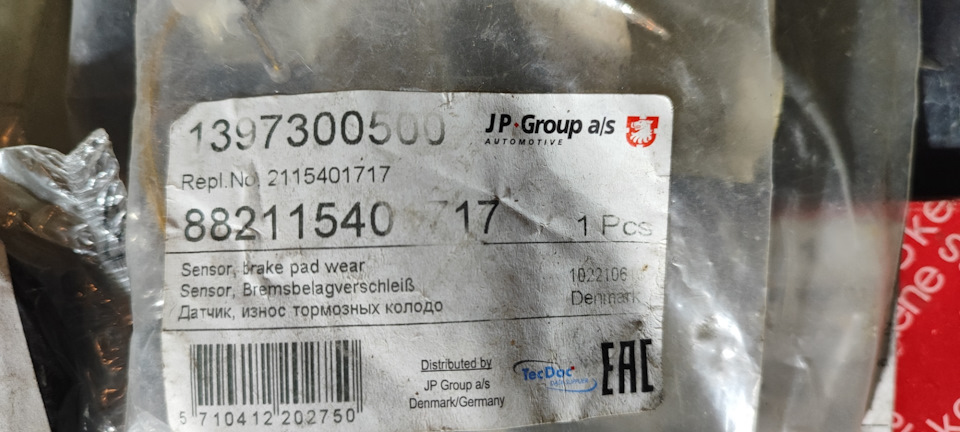 1397300500
JP Group a/s
AUTOMOTIVE
Repl.No. 2115401717
882115401717
1 Pcs
Sensor, brake pad wear
Sensor, Bremsbelagverschleiß
Датчик, износ тормозных колодо
Denmark
Distributed by
JP Group a/s
Denmark/Germany
TecDoc
EAC
5 710412 202750